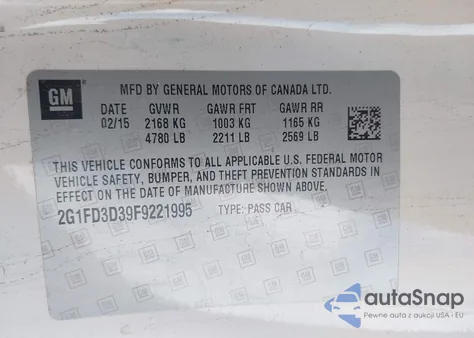 GM
MFD BY GENERAL MOTORS OF CANADA LTD.
DATE GVWR GAWR FRT GAWR RR
02/15 2168 KG 1003 KG 1165 KG
4780 LB 2211 LB 2569 LB
THIS VEHICLE CONFORMS TO ALL APPLICABLE U.S. FEDERAL MOTOR
VEHICLE SAFETY, BUMPER, AND THEFT PREVENTION STANDARDS IN
EFFECT ON THE DATE OF MANUFACTURE SHOWN ABOVE.
2G1FD3D39F9221995 TYPE: PASS CAR
autoSnap
Pewne auta z aukcji USA i EU